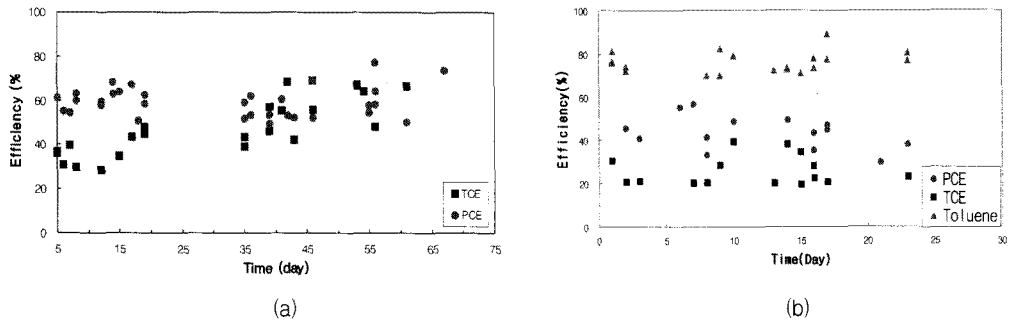 100
80
60
40
20
0
Efficiency (%
5 15 25 35 45 55 65 75
Time (day)
TCE
PCE
(a)
100
80
60
40
20
0
Efficiency(%)
0 5 10 15 20 25 30
Time(Day)
PCE
TCE
Toluene
(b)